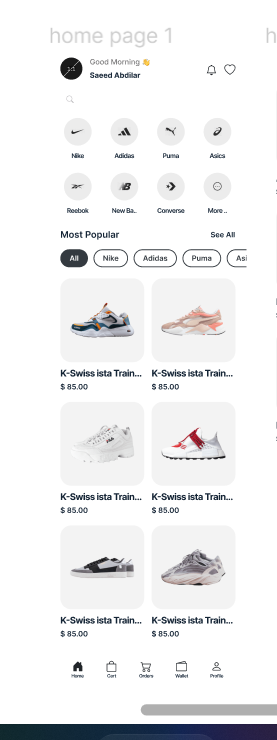 home page 1
h
Good Morning 👋
Saeed Abdilar
Nike Adidas Puma Asics
Reebok New Ba.. Converse More ..
Most Popular See All
All Nike Adidas Puma Asi
K-Swiss ista Train... K-Swiss ista Train...
$ 85.00 $ 85.00
K-Swiss ista Train... K-Swiss ista Train...
$ 85.00 $ 85.00
K-Swiss ista Train... K-Swiss ista Train...
$ 85.00 $ 85.00
Home Cart Orders Wallet Profile